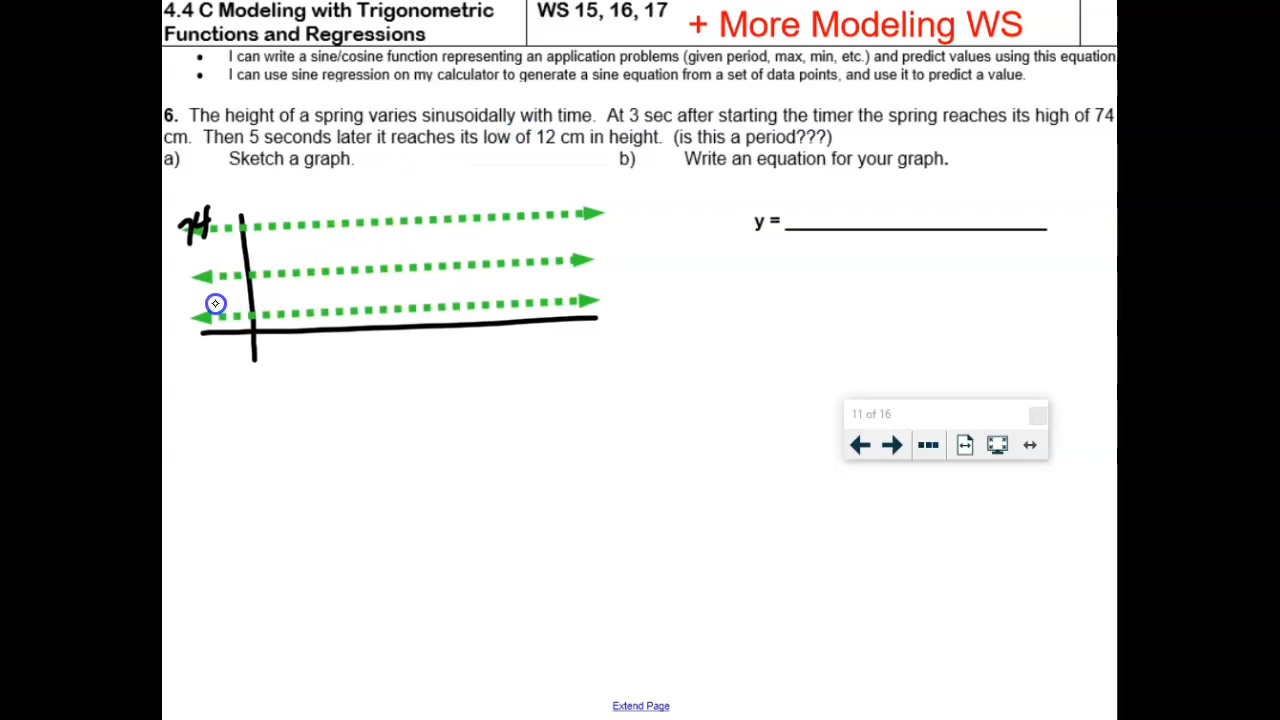 4.4 C Modeling with Trigonometric
Functions and Regressions
WS 15, 16, 17
+ More Modeling WS
• I can write a sine/cosine function representing an application problems (given period, max, min, etc.) and predict values using this equation
• I can use sine regression on my calculator to generate a sine equation from a set of data points, and use it to predict a value.
6. The height of a spring varies sinusoidally with time. At 3 sec after starting the timer the spring reaches its high of 74
cm. Then 5 seconds later it reaches its low of 12 cm in height. (is this a period???)
a) Sketch a graph. b) Write an equation for your graph.
74
y =
11 of 16
Extend Page